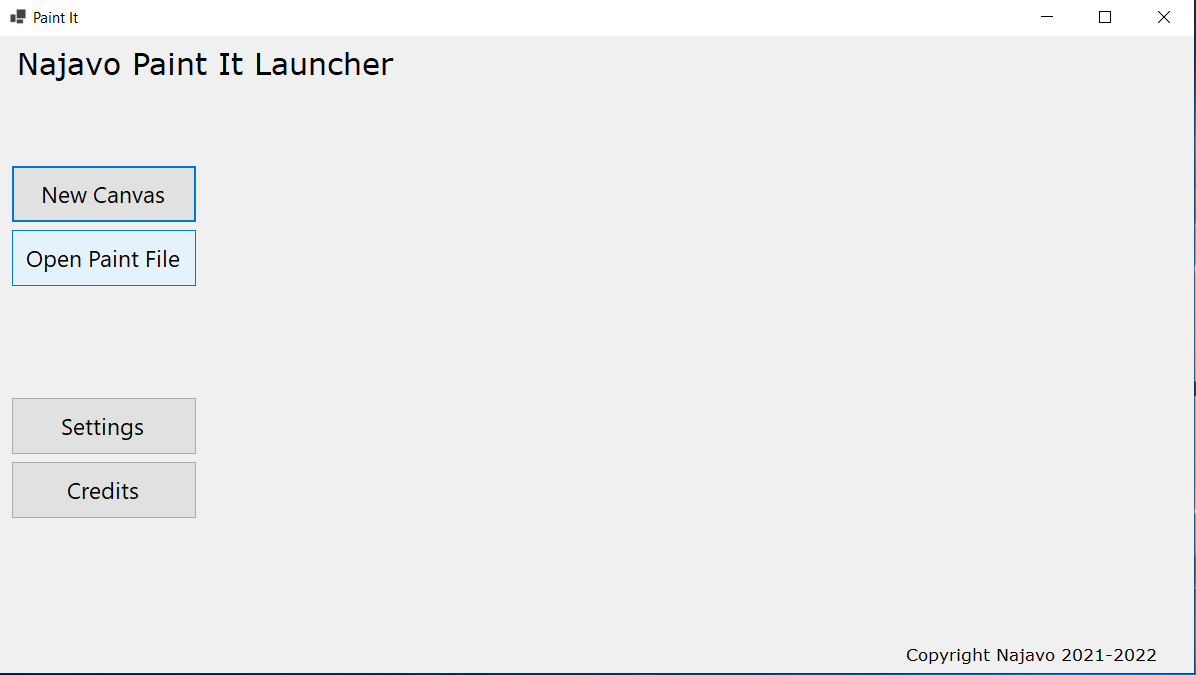 Paint It
Najavo Paint It Launcher
New Canvas
Open Paint File
Settings
Credits
Copyright Najavo 2021-2022